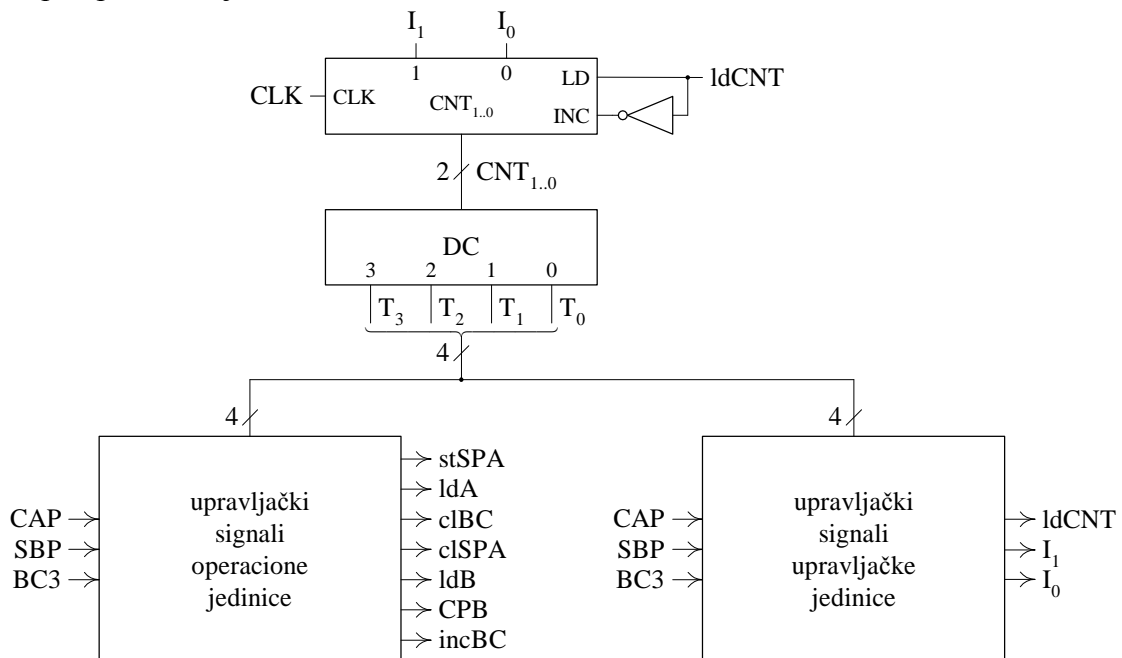 I₁ I₀
1 0
LD ldCNT
CLK CLK CNT₁..₀
INC
2 CNT₁..₀
DC
3 2 1 0
T₃ T₂ T₁ T₀
4
4 4
upravljački
signali
operacione
jedinice
CAP
SBP
BC3
stSPA
ldA
clBC
clSPA
ldB
CPB
incBC
upravljački
signali
upravljačke
jedinice
CAP
SBP
BC3
ldCNT
I₁
I₀